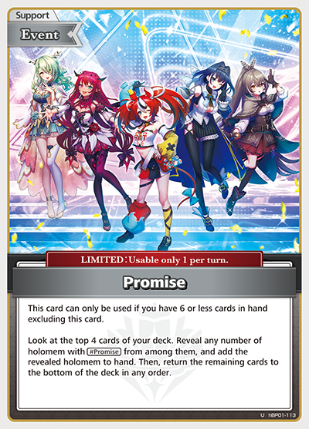 Support
Event
LIMITED:Usable only 1 per turn.
Promise
This card can only be used if you have 6 or less cards in hand
excluding this card.
Look at the top 4 cards of your deck. Reveal any number of
holomem with #Promise from among them, and add the
revealed holomem to hand. Then, return the remaining cards to
the bottom of the deck in any order.
U hBP01-113